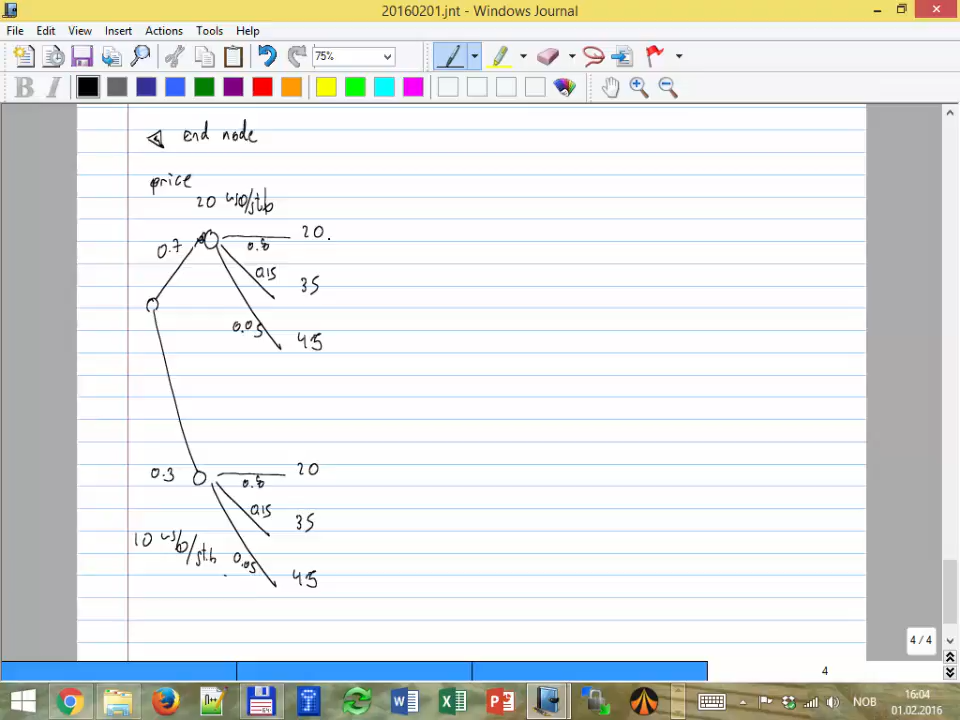 20160201.jnt - Windows Journal
File Edit View Insert Actions Tools Help
75%
B I
end node
price
20 USD/st.b
0.7
0.8
20
0.15
35
0.05
45
0.3
0.8
20
0.15
35
10 USD/st.b
0.05
45
4 / 4
4
NOB
16:04
01.02.2016